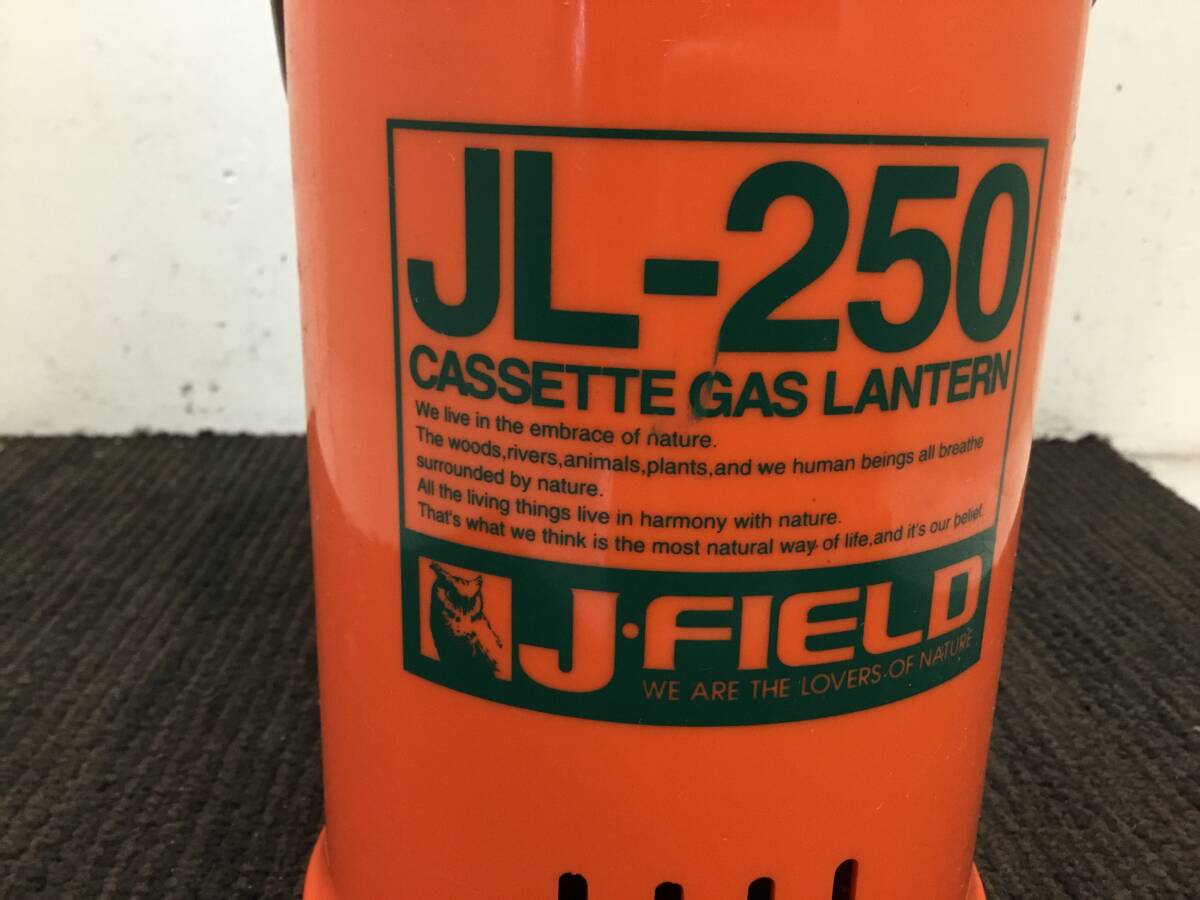 JL-250
CASSETTE GAS LANTERN
We live in the embrace of nature.
The woods,rivers,animals,plants,and we human beings all breathe
surrounded by nature.
All the living things live in harmony with nature.
That's what we think is the most natural way of life,and it's our belief.
J·FIELD
WE ARE THE LOVERS OF NATURE